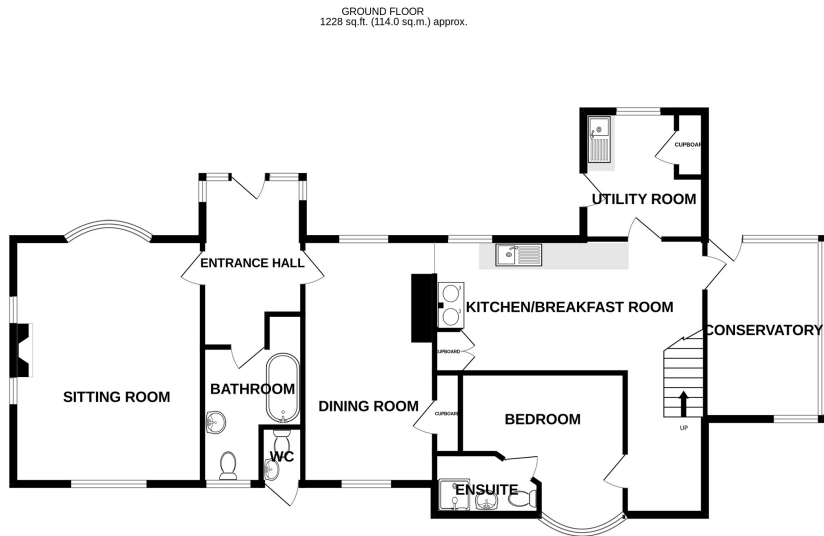 GROUND FLOOR
1228 sq.ft. (114.0 sq.m.) approx.
CUPBOAR
UTILITY ROOM
ENTRANCE HALL
KITCHEN/BREAKFAST ROOM
CONSERVATORY
CUPBOARD
BATHROOM
SITTING ROOM
DINING ROOM
CUPBOARD
BEDROOM
UP
WC
ENSUITE